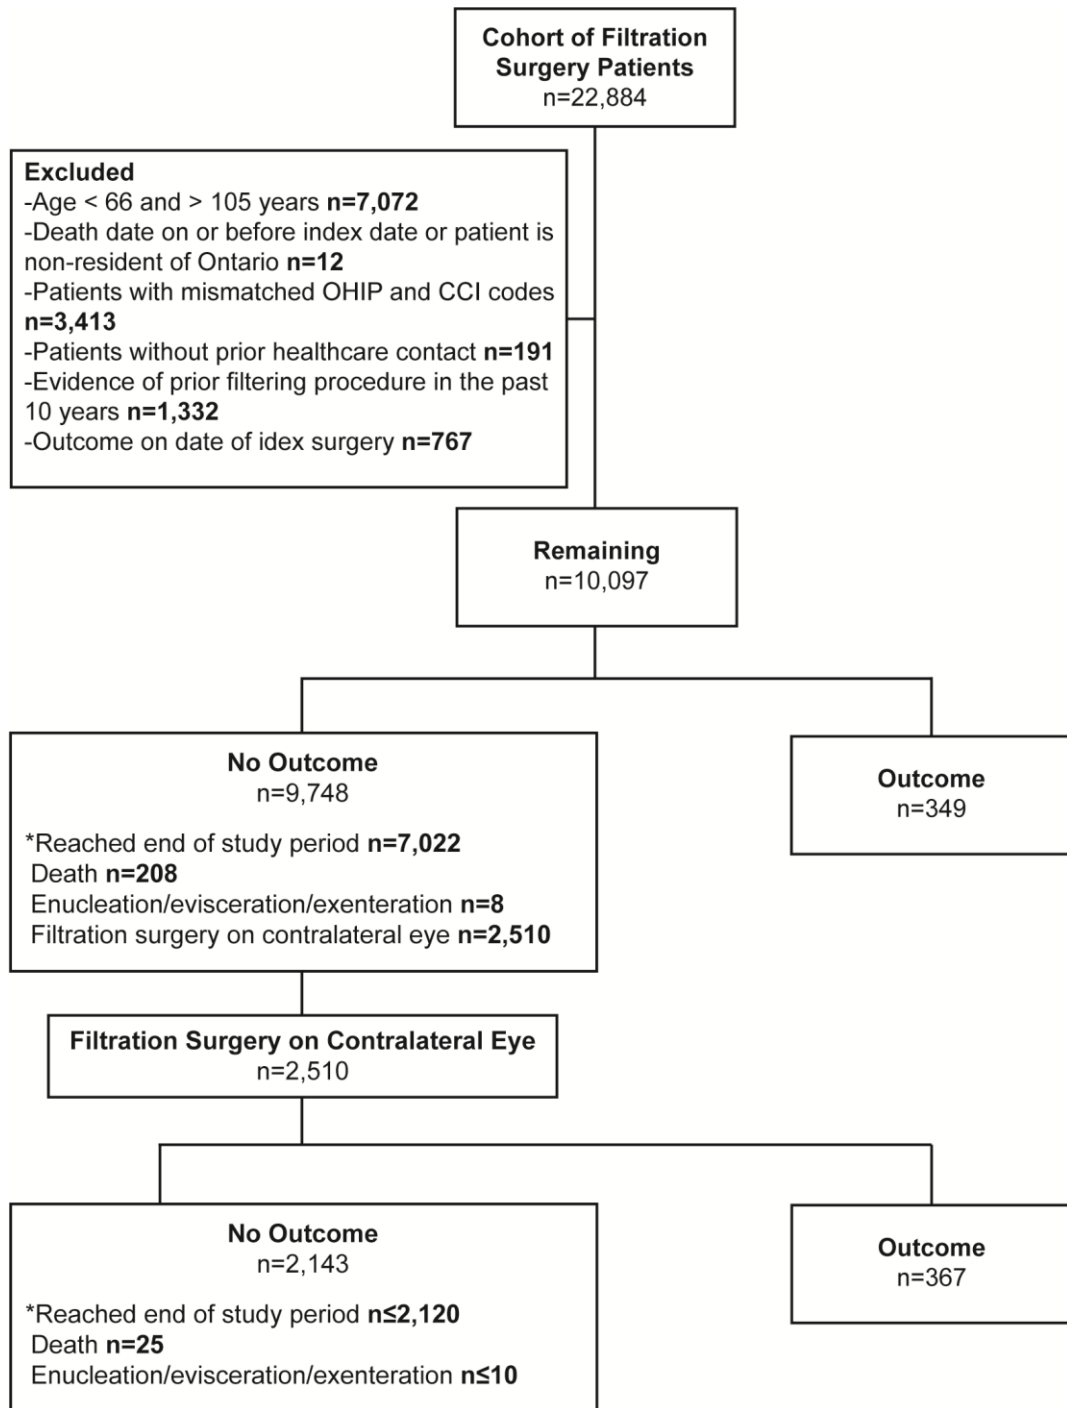 Cohort of Filtration
Surgery Patients
n=22,884
Excluded
-Age < 66 and > 105 years n=7,072
-Death date on or before index date or patient is
non-resident of Ontario n=12
-Patients with mismatched OHIP and CCI codes
n=3,413
-Patients without prior healthcare contact n=191
-Evidence of prior filtering procedure in the past
10 years n=1,332
-Outcome on date of idex surgery n=767
Remaining
n=10,097
No Outcome
n=9,748
*Reached end of study period n=7,022
Death n=208
Enucleation/evisceration/exenteration n=8
Filtration surgery on contralateral eye n=2,510
Outcome
n=349
Filtration Surgery on Contralateral Eye
n=2,510
No Outcome
n=2,143
*Reached end of study period n≤2,120
Death n=25
Enucleation/evisceration/exenteration n≤10
Outcome
n=367